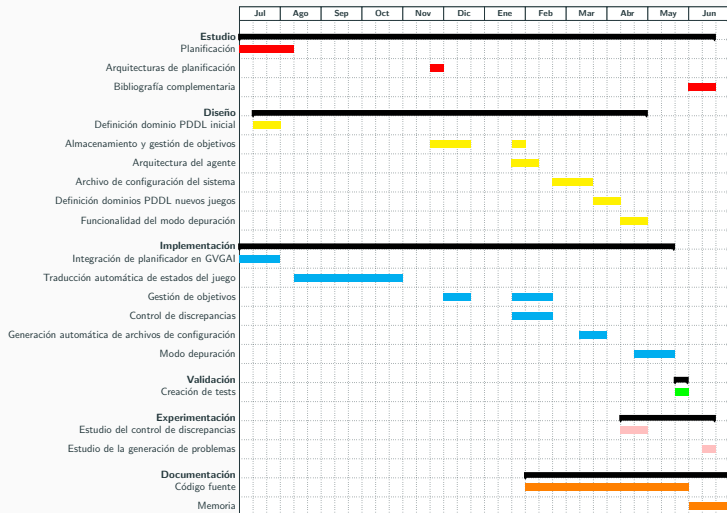 Jul Ago Sep Oct Nov Dic Ene Feb Mar Abr May Jun
Estudio
Planificación
Arquitecturas de planificación
Bibliografía complementaria
Diseño
Definición dominio PDDL inicial
Almacenamiento y gestión de objetivos
Arquitectura del agente
Archivo de configuración del sistema
Definición dominios PDDL nuevos juegos
Funcionalidad del modo depuración
Implementación
Integración de planificador en GVGAI
Traducción automática de estados del juego
Gestión de objetivos
Control de discrepancias
Generación automática de archivos de configuración
Modo depuración
Validación
Creación de tests
Experimentación
Estudio del control de discrepancias
Estudio de la generación de problemas
Documentación
Código fuente
Memoria